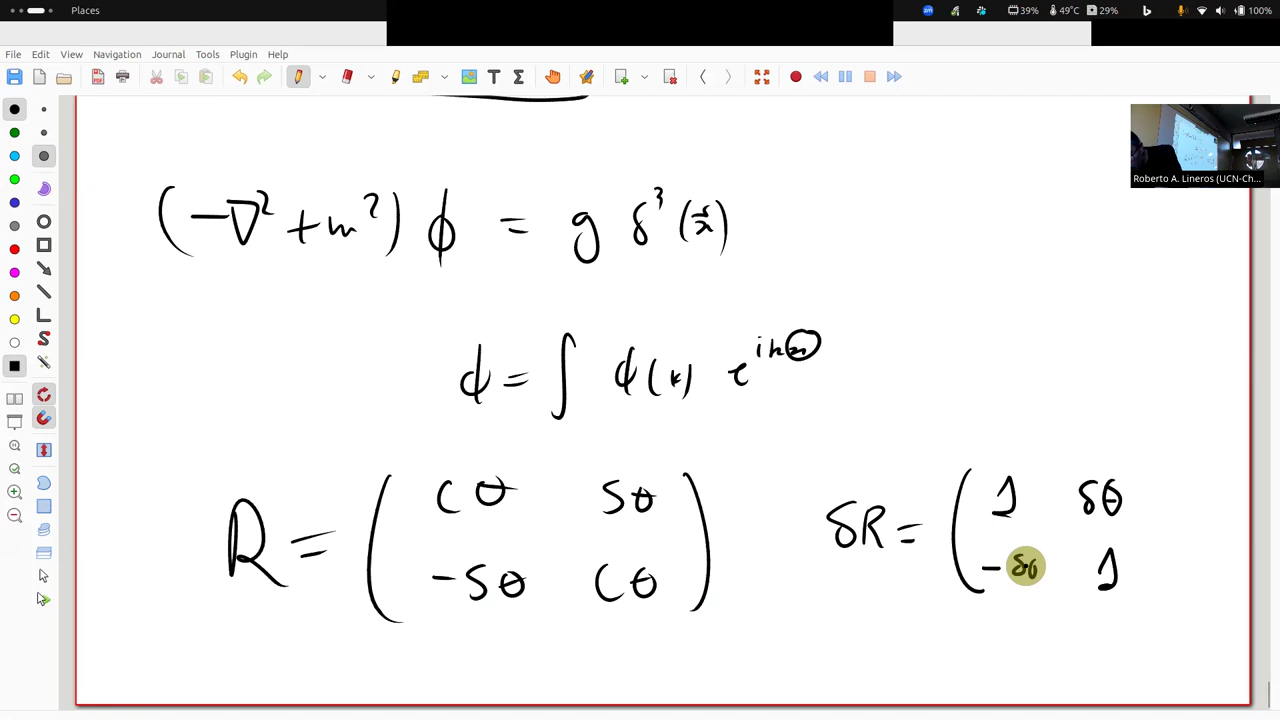 Places
39% 49°C 29% 100%
File Edit View Navigation Journal Tools Plugin Help
Roberto A. Lineros (UCN-Ch...
(-∇² + m²) ϕ = g δ³(x⃗)
ϕ = ∫ ϕ(k) e^{ikx}
R = ( cθ sθ
-sθ cθ )
δR = ( 1 δθ
-δθ 1